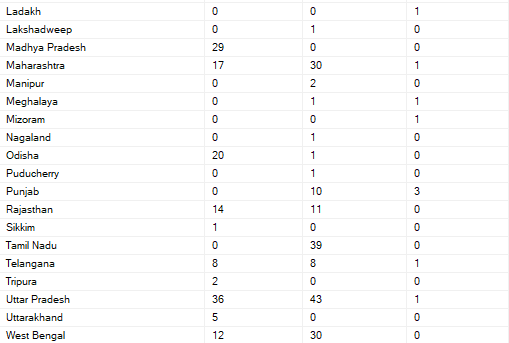 Ladakh 0 0 1
Lakshadweep 0 1 0
Madhya Pradesh 29 0 0
Maharashtra 17 30 1
Manipur 0 2 0
Meghalaya 0 1 1
Mizoram 0 0 1
Nagaland 0 1 0
Odisha 20 1 0
Puducherry 0 1 0
Punjab 0 10 3
Rajasthan 14 11 0
Sikkim 1 0 0
Tamil Nadu 0 39 0
Telangana 8 8 1
Tripura 2 0 0
Uttar Pradesh 36 43 1
Uttarakhand 5 0 0
West Bengal 12 30 0